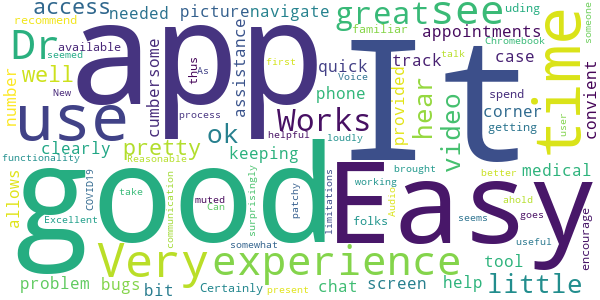 access
needed
picture
navigate
great
see
uding
someone
recommend
familiar
Chromebook
Dr
available
seemed
app
cumbersome
assistance
thus
As
first
quick
Voice
track
talk
appointments
case
It
time
convient
well
New
process
number
use
phone
provided
hear
video
spend
corner
getting
user
helpful
loudly
ok
Works
clearly
pretty
keeping
functionality
Reasonable
medical
brought
better
allows
good
COVID19
take
communication
muted
Can
surprisingly
patchy
limitations
working
Audio
Easy
ahold
goes
encourage
Excellent
folks
seems
useful
Very
experience
somewhat
tool
little
problem
bugs
bit
Certainly
present
chat
screen
help